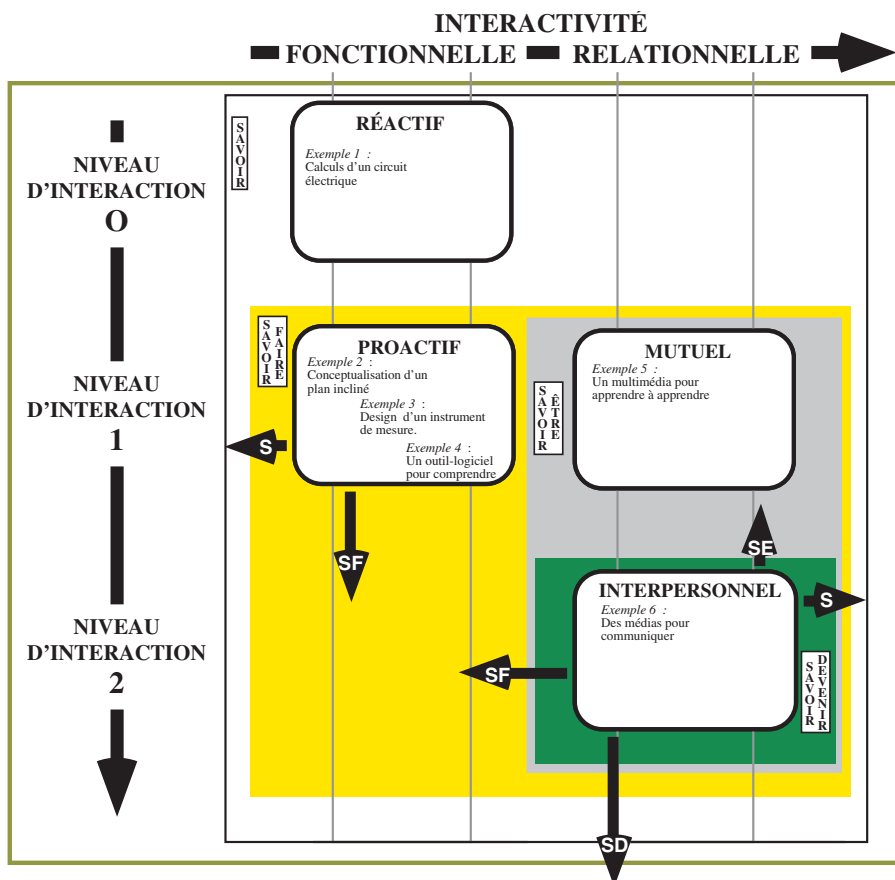 INTERACTIVITÉ
FONCTIONNELLE RELATIONNELLE
NIVEAU
D'INTERACTION
O
SAVOIR
RÉACTIF
Exemple 1 :
Calculs d'un circuit
électrique
NIVEAU
D'INTERACTION
1
SAVOIR
FAIRE
PROACTIF
Exemple 2 :
Conceptualisation d'un
plan incliné
Exemple 3 :
Design d'un instrument
de mesure.
Exemple 4 :
Un outil-logiciel
pour comprendre
S
SF
SAVOIR
ÊTRE
MUTUEL
Exemple 5 :
Un multimédia pour
apprendre à apprendre
SE
NIVEAU
D'INTERACTION
2
INTERPERSONNEL
Exemple 6 :
Des médias pour
communiquer
S
SF
SAVOIR
DEVENIR
SD